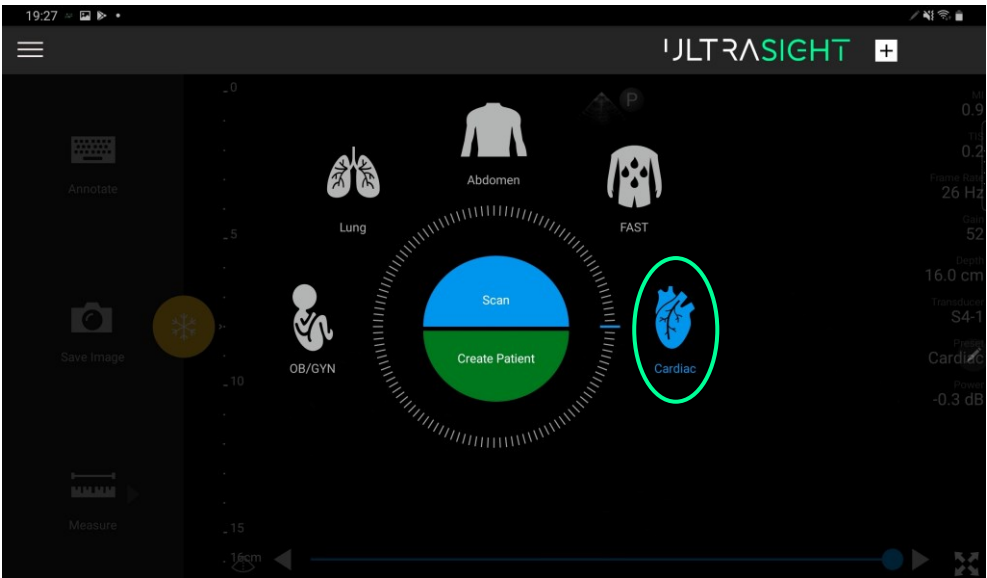 19:27
ULTRASIGHT
0
P
MI
0.9
TIS
0.2
Abdomen
Annotate
Frame Rate
26 Hz
Lung
FAST
Gain
52
5
Depth
16.0 cm
Scan
Transducer
S4-1
Preset
Save Image
Create Patient
Cardiac
OB/GYN
Cardiac
10
Power
-0.3 dB
Measure
15
16cm